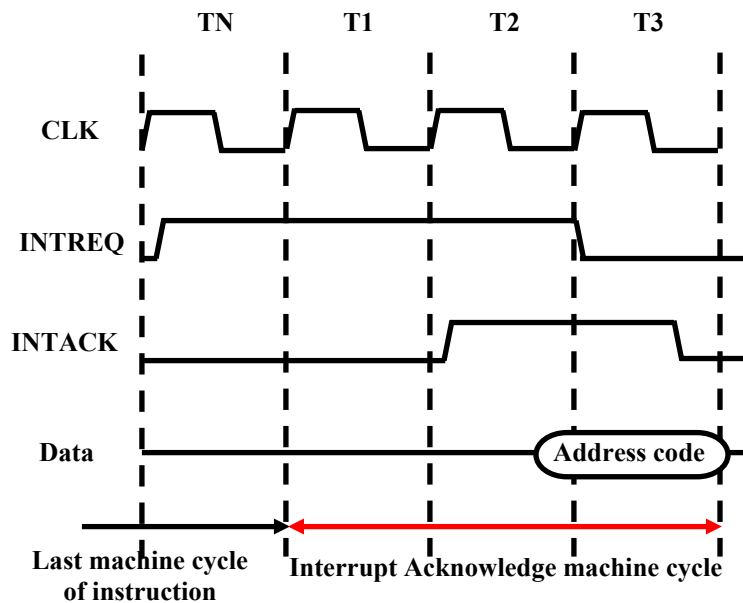 TN T1 T2 T3
CLK
INTREQ
INTACK
Data
Address code
Last machine cycle
of instruction
Interrupt Acknowledge machine cycle